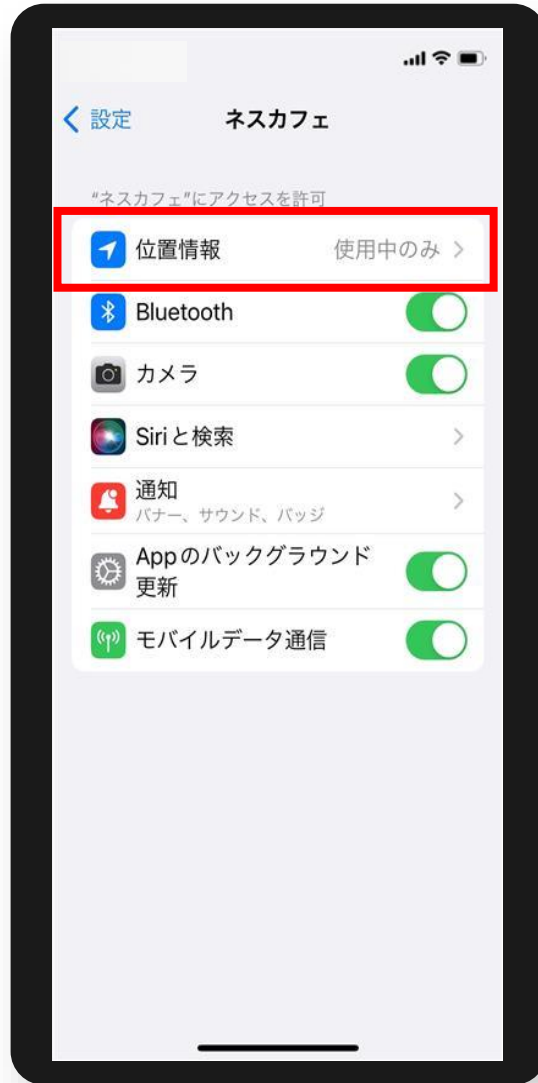 設定
ネスカフェ
“ネスカフェ”にアクセスを許可
位置情報 使用中のみ
Bluetooth
カメラ
Siriと検索
通知
バナー、サウンド、バッジ
Appのバックグラウンド
更新
モバイルデータ通信